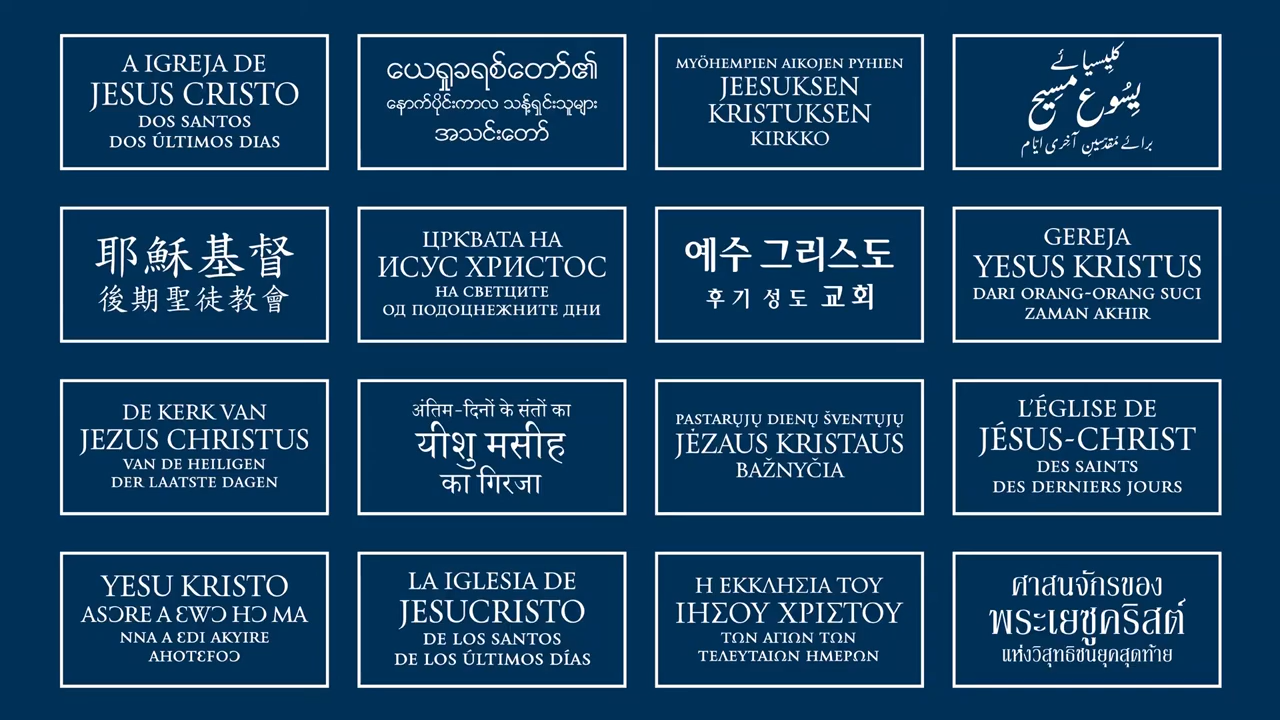 A IGREJA DE
JESUS CRISTO
DOS SANTOS
DOS ÚLTIMOS DIAS
ယေရှုခရစ်တော်၏
နောက်ပိုင်းကာလ သန့်ရှင်းသူများ
အသင်းတော်
MYÖHEMPIEN AIKOJEN PYHIEN
JEESUKSEN
KRISTUKSEN
KIRKKO
کلیسیائے
یِسُوع مسِیح
برائے مُقدّسِینِ آخِری ایّام
耶穌基督
後期聖徒教會
ЦРКВАТА НА
ИСУС ХРИСТОС
НА СВЕТЦИТЕ
ОД ПОДОЦНЕЖНИТЕ ДНИ
예수 그리스도
후기 성도 교회
GEREJA
YESUS KRISTUS
DARI ORANG-ORANG SUCI
ZAMAN AKHIR
DE KERK VAN
JEZUS CHRISTUS
VAN DE HEILIGEN
DER LAATSTE DAGEN
अंतिम-दिनों के संतों का
यीशु मसीह
का गिरजा
PASTARŲJŲ DIENŲ ŠVENTŲJŲ
JĖZAUS KRISTAUS
BAŽNYČIA
L'ÉGLISE DE
JÉSUS-CHRIST
DES SAINTS
DES DERNIERS JOURS
YESU KRISTO
ASƆRE A ƐWƆ HƆ MA
NNA A ƐDI AKYIRE
AHOTEFOƆ
LA IGLESIA DE
JESUCRISTO
DE LOS SANTOS
DE LOS ÚLTIMOS DÍAS
Η ΕΚΚΛΗΣΙΑ ΤΟΥ
ΙΗΣΟΥ ΧΡΙΣΤΟΥ
ΤΩΝ ΑΓΙΩΝ ΤΩΝ
ΤΕΛΕΥΤΑΙΩΝ ΗΜΕΡΩΝ
ศาสนจักรของ
พระเยซูคริสต์
แห่งวิสุทธิชนยุคสุดท้าย